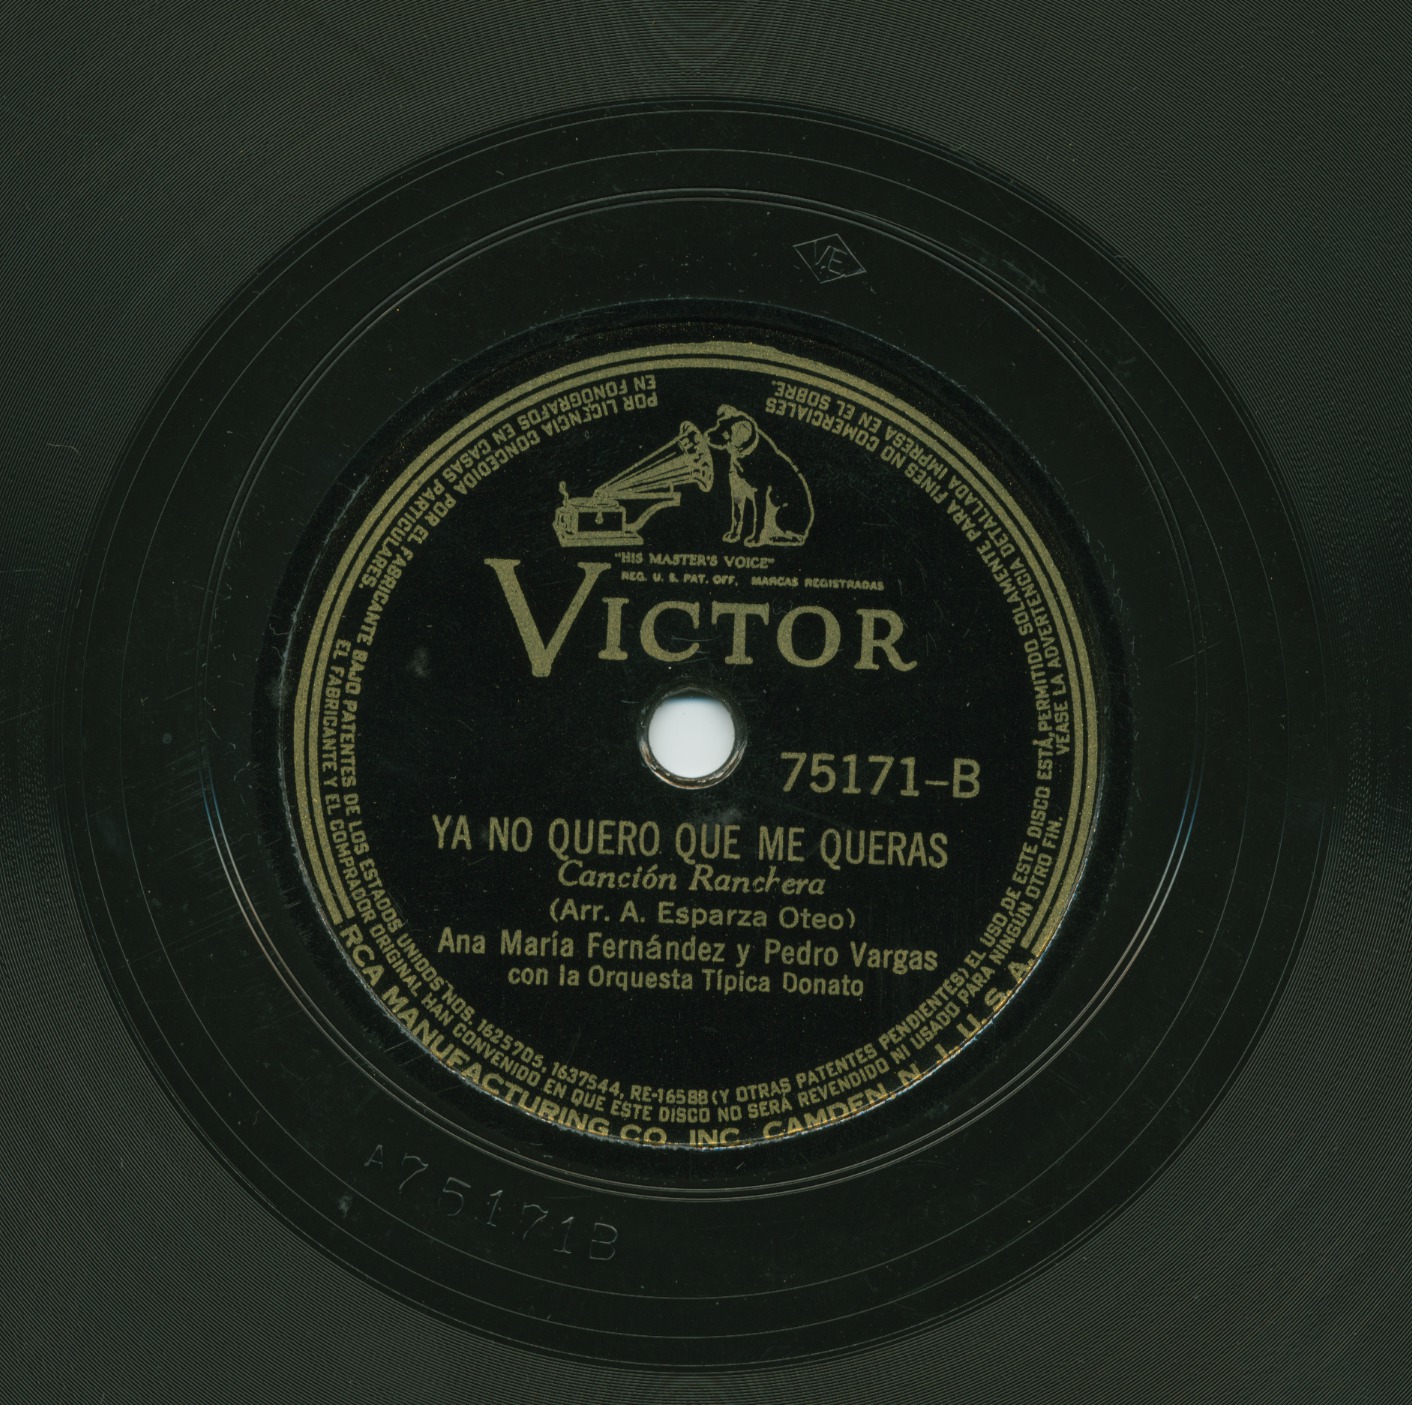 VE
"HIS MASTER'S VOICE"
REG. U. S. PAT. OFF. MARCAS REGISTRADAS
VICTOR
75171-B
YA NO QUERO QUE ME QUERAS
Canción Ranchera
(Arr. A. Esparza Oteo)
Ana María Fernández y Pedro Vargas
con la Orquesta Típica Donato
POR LICENCIA CONCEDIDA POR EL FABRICANTE BAJO PATENTES DE LOS ESTADOS UNIDOS NOS. 1625705, 1637544, RE-16588 (Y OTRAS PATENTES PENDIENTES) EL USO DE ESTE DISCO ESTÁ PERMITIDO SOLAMENTE PARA FINES NO COMERCIALES
EN FONÓGRAFOS EN CASAS PARTICULARES. EL FABRICANTE Y EL COMPRADOR ORIGINAL HAN CONVENIDO EN QUE ESTE DISCO NO SERÁ REVENDIDO NI USADO PARA NINGÚN OTRO FIN. VEASE LA ADVERTENCIA DETALLADA IMPRESA EN EL SOBRE.
RCA MANUFACTURING CO. INC. CAMDEN, N. J. U. S. A.
A75171B